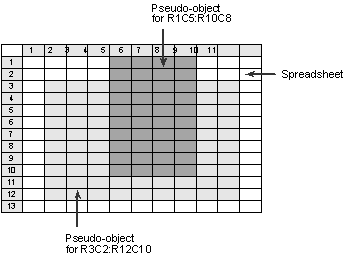 Pseudo-object
for R1C5:R10C8
1 2 3 4 5 6 7 8 9 10 11
1
2
Spreadsheet
3
4
5
6
7
8
9
10
11
12
13
Pseudo-object
for R3C2:R12C10